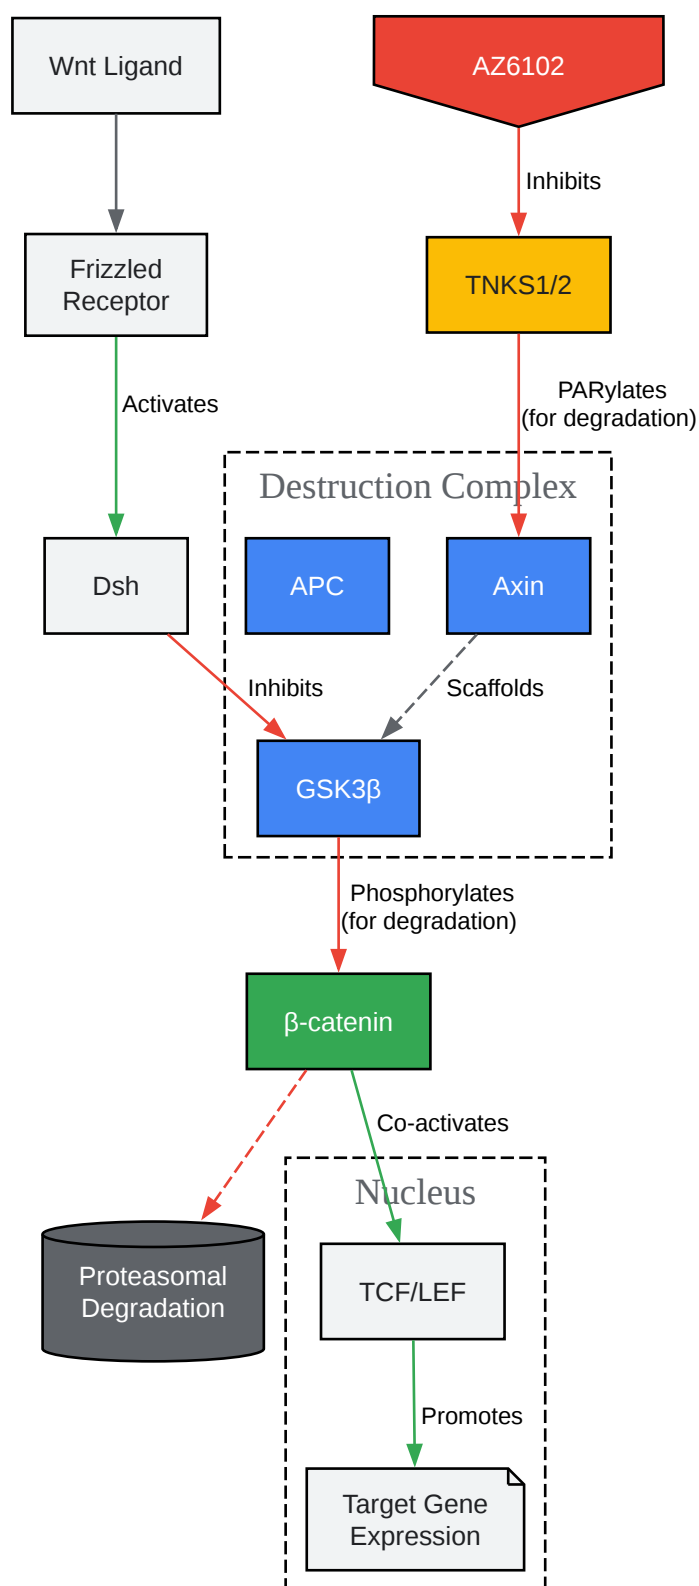 Wnt Ligand
AZ6102
Inhibits
Frizzled
Receptor
TNKS1/2
Activates
PARylates
(for degradation)
Destruction Complex
Dsh
APC
Axin
Inhibits
Scaffolds
GSK3β
Phosphorylates
(for degradation)
β-catenin
Co-activates
Nucleus
Proteasomal
Degradation
TCF/LEF
Promotes
Target Gene
Expression